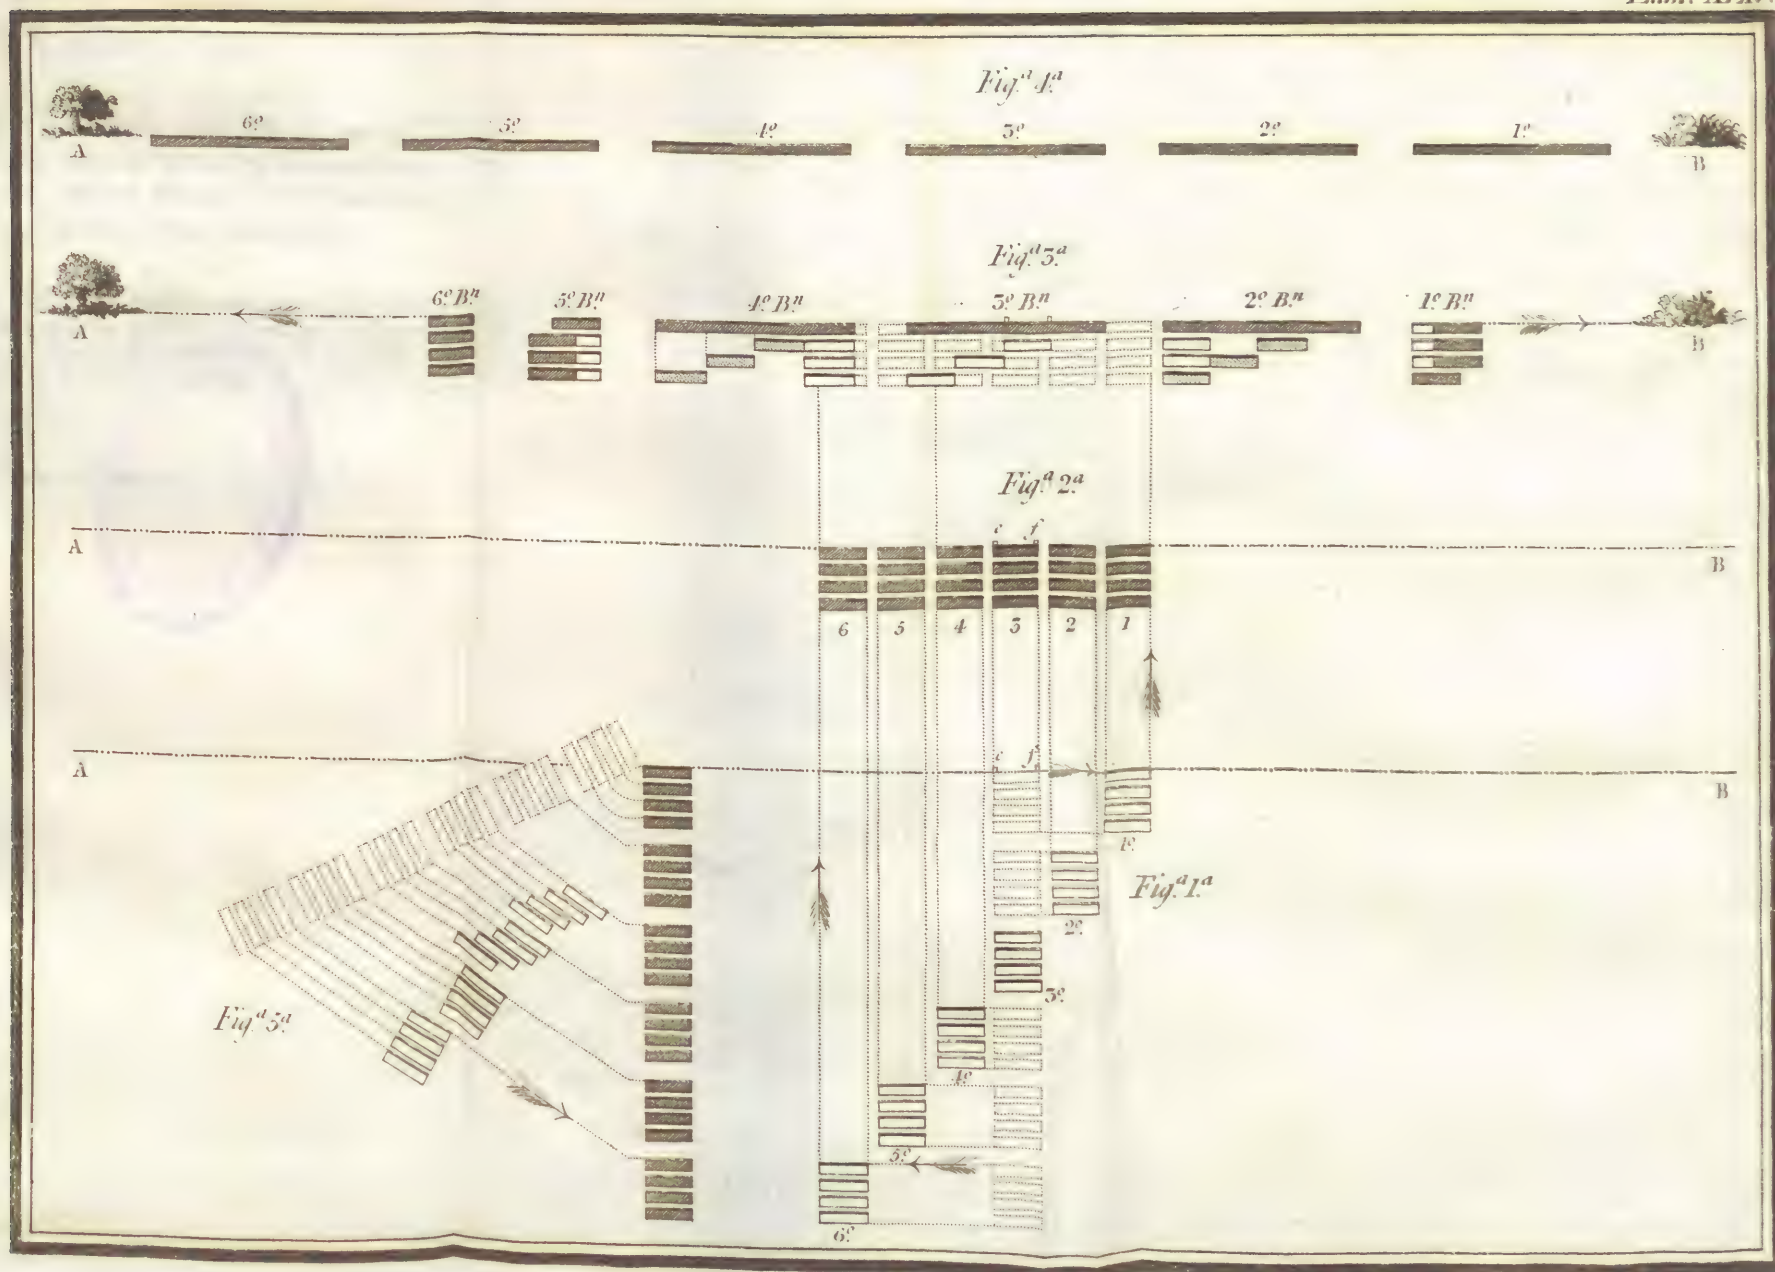 Fig.ª 4.ª
6.º 5.º 4.º 3.º 2.º 1.º
A B
Fig.ª 3.ª
6.º B.ⁿ 5.º B.ⁿ 4.º B.ⁿ 3.º B.ⁿ 2.º B.ⁿ 1.º B.ⁿ
A B
Fig.ª 2.ª
e f
A B
6 5 4 3 2 1
e f
A B
1.º
Fig.ª 1.ª
2.º
3.º
Fig.ª 5.ª
4.º
5.º
6.º